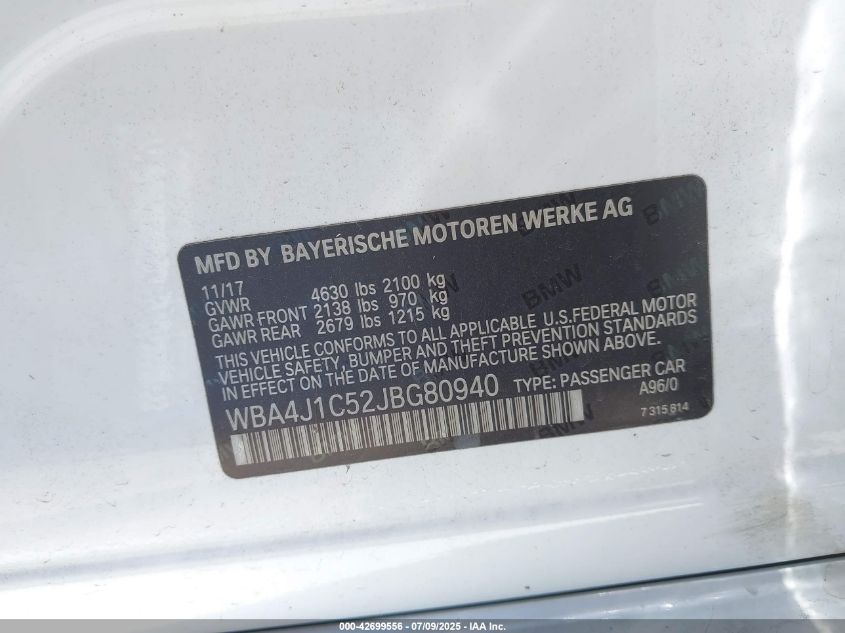 MFD BY BAYERISCHE MOTOREN WERKE AG
11/17
GVWR 4630 lbs 2100 kg
GAWR FRONT 2138 lbs 970 kg
GAWR REAR 2679 lbs 1215 kg
THIS VEHICLE CONFORMS TO ALL APPLICABLE U.S.FEDERAL MOTOR
VEHICLE SAFETY, BUMPER AND THEFT PREVENTION STANDARDS
IN EFFECT ON THE DATE OF MANUFACTURE SHOWN ABOVE.
WBA4J1C52JBG80940 TYPE: PASSENGER CAR
A96/0
7 315 814
BMW
BMW
BMW
000-42699556 - 07/09/2025 - IAA Inc.